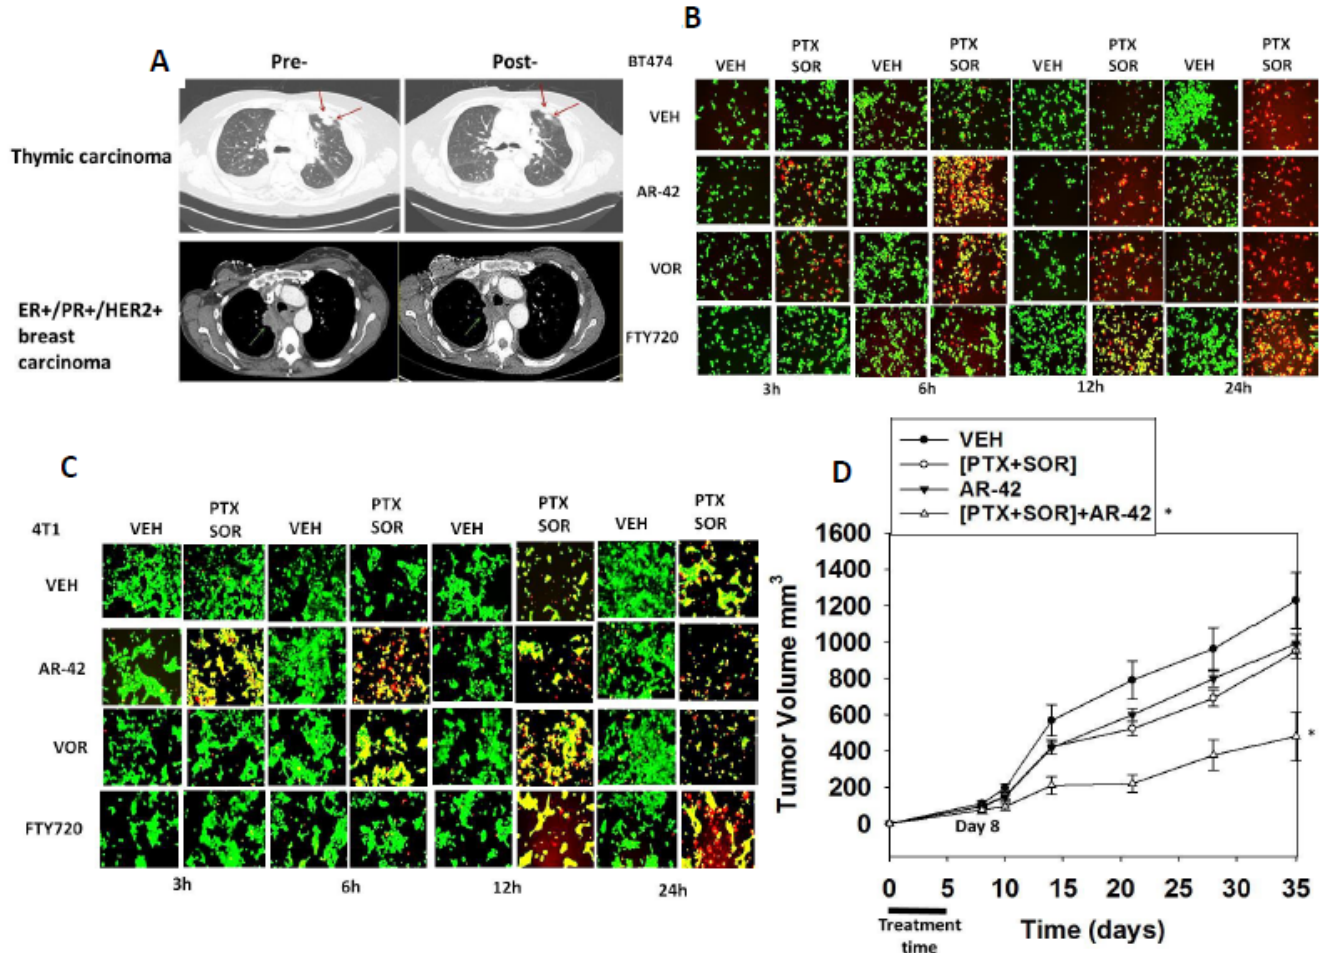 A
Pre-
Post-
Thymic carcinoma
ER+/PR+/HER2+
breast
carcinoma
B
BT474
VEH
PTX
SOR
VEH
PTX
SOR
VEH
PTX
SOR
VEH
PTX
SOR
VEH
AR-42
VOR
FTY720
3h
6h
12h
24h
C
4T1
VEH
PTX
SOR
VEH
PTX
SOR
VEH
PTX
SOR
VEH
PTX
SOR
VEH
AR-42
VOR
FTY720
3h
6h
12h
24h
D
VEH
[PTX+SOR]
AR-42
[PTX+SOR]+AR-42 *
Tumor Volume mm³
1600
1400
1200
1000
800
600
400
200
0
*
Day 8
0 5 10 15 20 25 30 35
Treatment
time
Time (days)